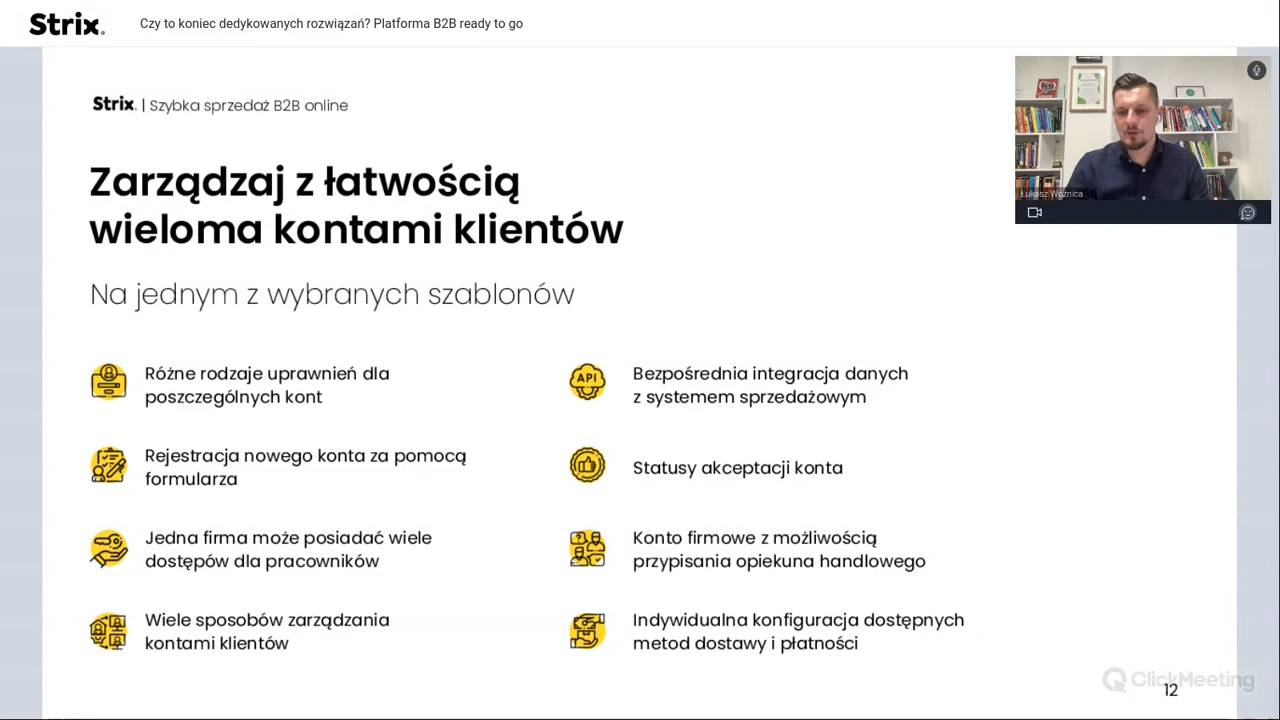 Strix
Czy to koniec dedykowanych rozwiązań? Platforma B2B ready to go
Strix | Szybka sprzedaż B2B online
Łukasz Woźnica
Zarządzaj z łatwością
wieloma kontami klientów
Na jednym z wybranych szablonów
Różne rodzaje uprawnień dla
poszczególnych kont
Rejestracja nowego konta za pomocą
formularza
Jedna firma może posiadać wiele
dostępów dla pracowników
Wiele sposobów zarządzania
kontami klientów
API
Bezpośrednia integracja danych
z systemem sprzedażowym
Statusy akceptacji konta
Konto firmowe z możliwością
przypisania opiekuna handlowego
Indywidualna konfiguracja dostępnych
metod dostawy i płatności
ClickMeeting
12